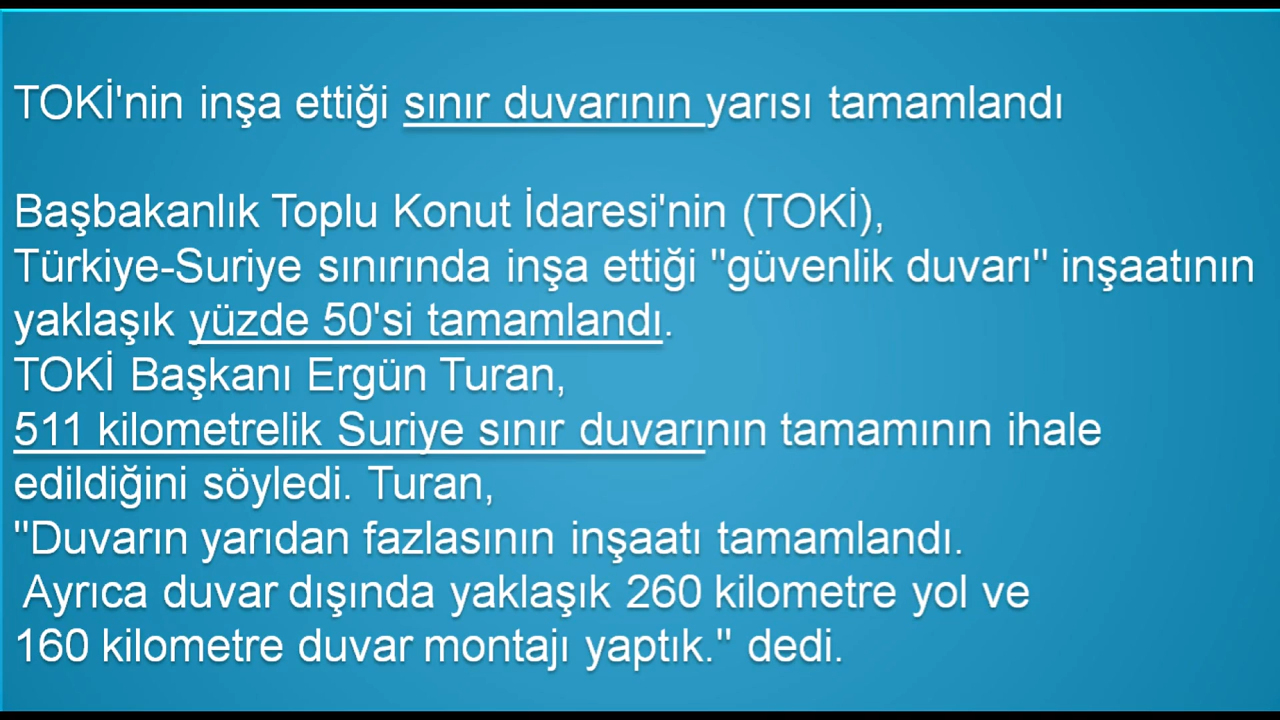 TOKİ'nin inşa ettiği sınır duvarının yarısı tamamlandı
Başbakanlık Toplu Konut İdaresi'nin (TOKİ),
Türkiye-Suriye sınırında inşa ettiği "güvenlik duvarı" inşaatının
yaklaşık yüzde 50'si tamamlandı.
TOKİ Başkanı Ergün Turan,
511 kilometrelik Suriye sınır duvarının tamamının ihale
edildiğini söyledi. Turan,
"Duvarın yarıdan fazlasının inşaatı tamamlandı.
Ayrıca duvar dışında yaklaşık 260 kilometre yol ve
160 kilometre duvar montajı yaptık." dedi.